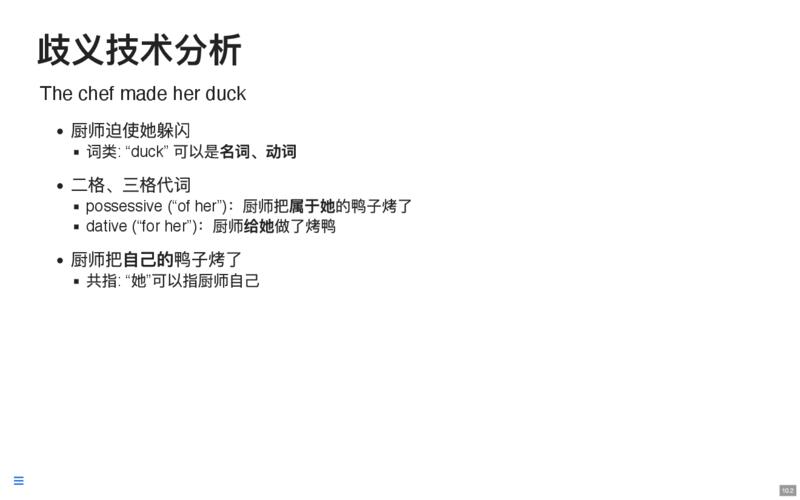 歧义技术分析
The chef made her duck
厨师迫使她躲闪
词类: “duck” 可以是名词、动词
二格、三格代词
possessive (“of her”)：厨师把属于她的鸭子烤了
dative (“for her”)：厨师给她做了烤鸭
厨师把自己的鸭子烤了
共指: “她”可以指厨师自己
10.2